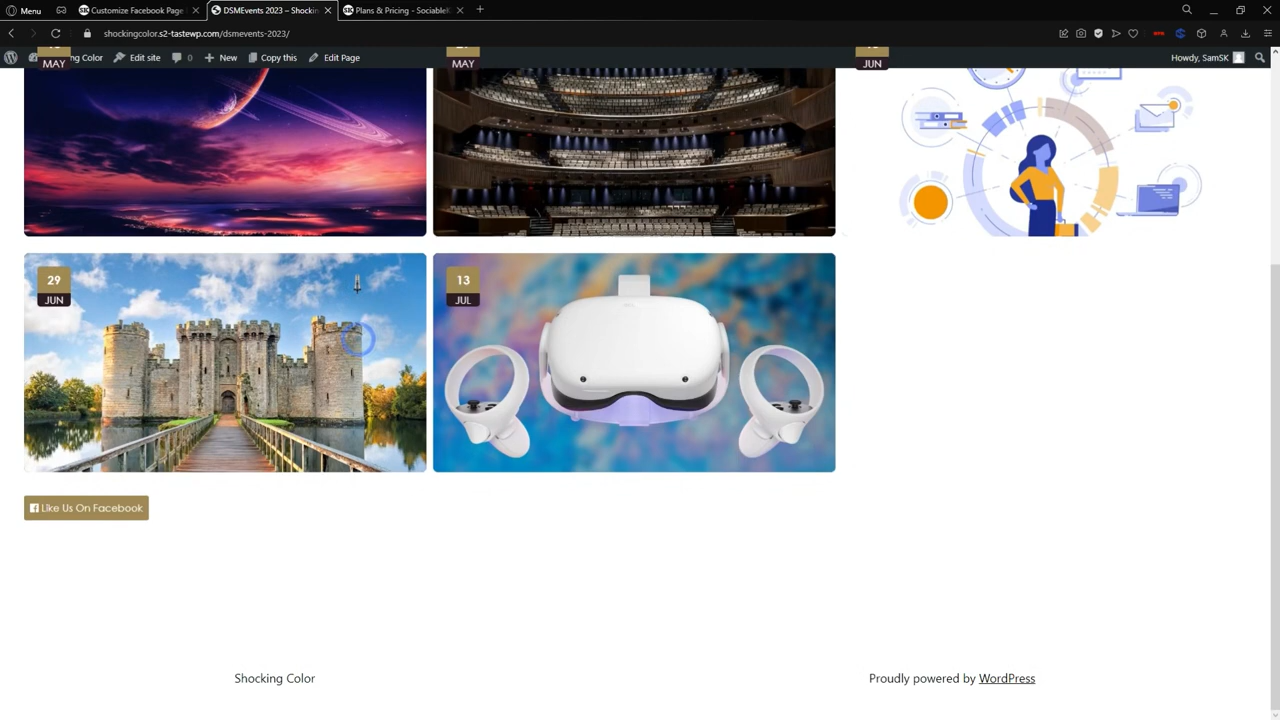 Menu
Customize Facebook Page
DSMEvents 2023 – Shockin
Plans & Pricing - SociableK
shockingcolor.s2-tastewp.com/dsmevents-2023/
ng Color
Edit site
0
New
Copy this
Edit Page
Howdy, SamSK
MAY
MAY
JUN
29
JUN
13
JUL
Like Us On Facebook
Shocking Color
Proudly powered by WordPress